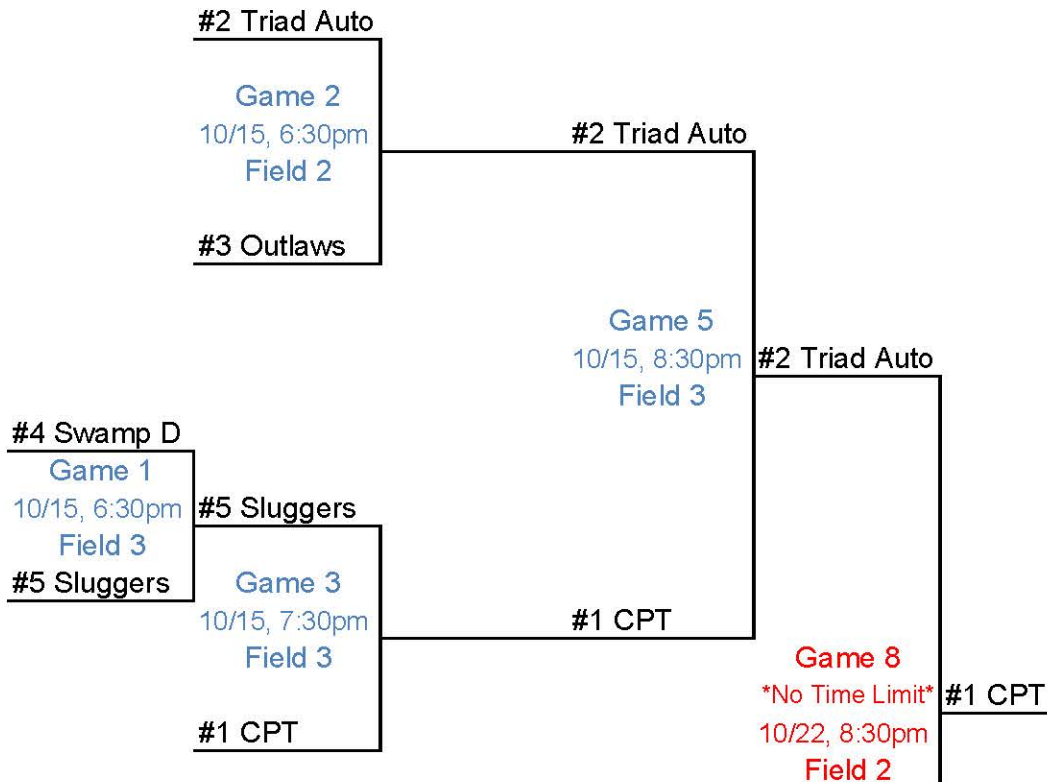 #2 Triad Auto
Game 2
10/15, 6:30pm
Field 2
#3 Outlaws
#2 Triad Auto
Game 5
10/15, 8:30pm
Field 3
#2 Triad Auto
#4 Swamp D
Game 1
10/15, 6:30pm
Field 3
#5 Sluggers
#5 Sluggers
Game 3
10/15, 7:30pm
Field 3
#1 CPT
#1 CPT
Game 8
*No Time Limit*
10/22, 8:30pm
Field 2
#1 CPT